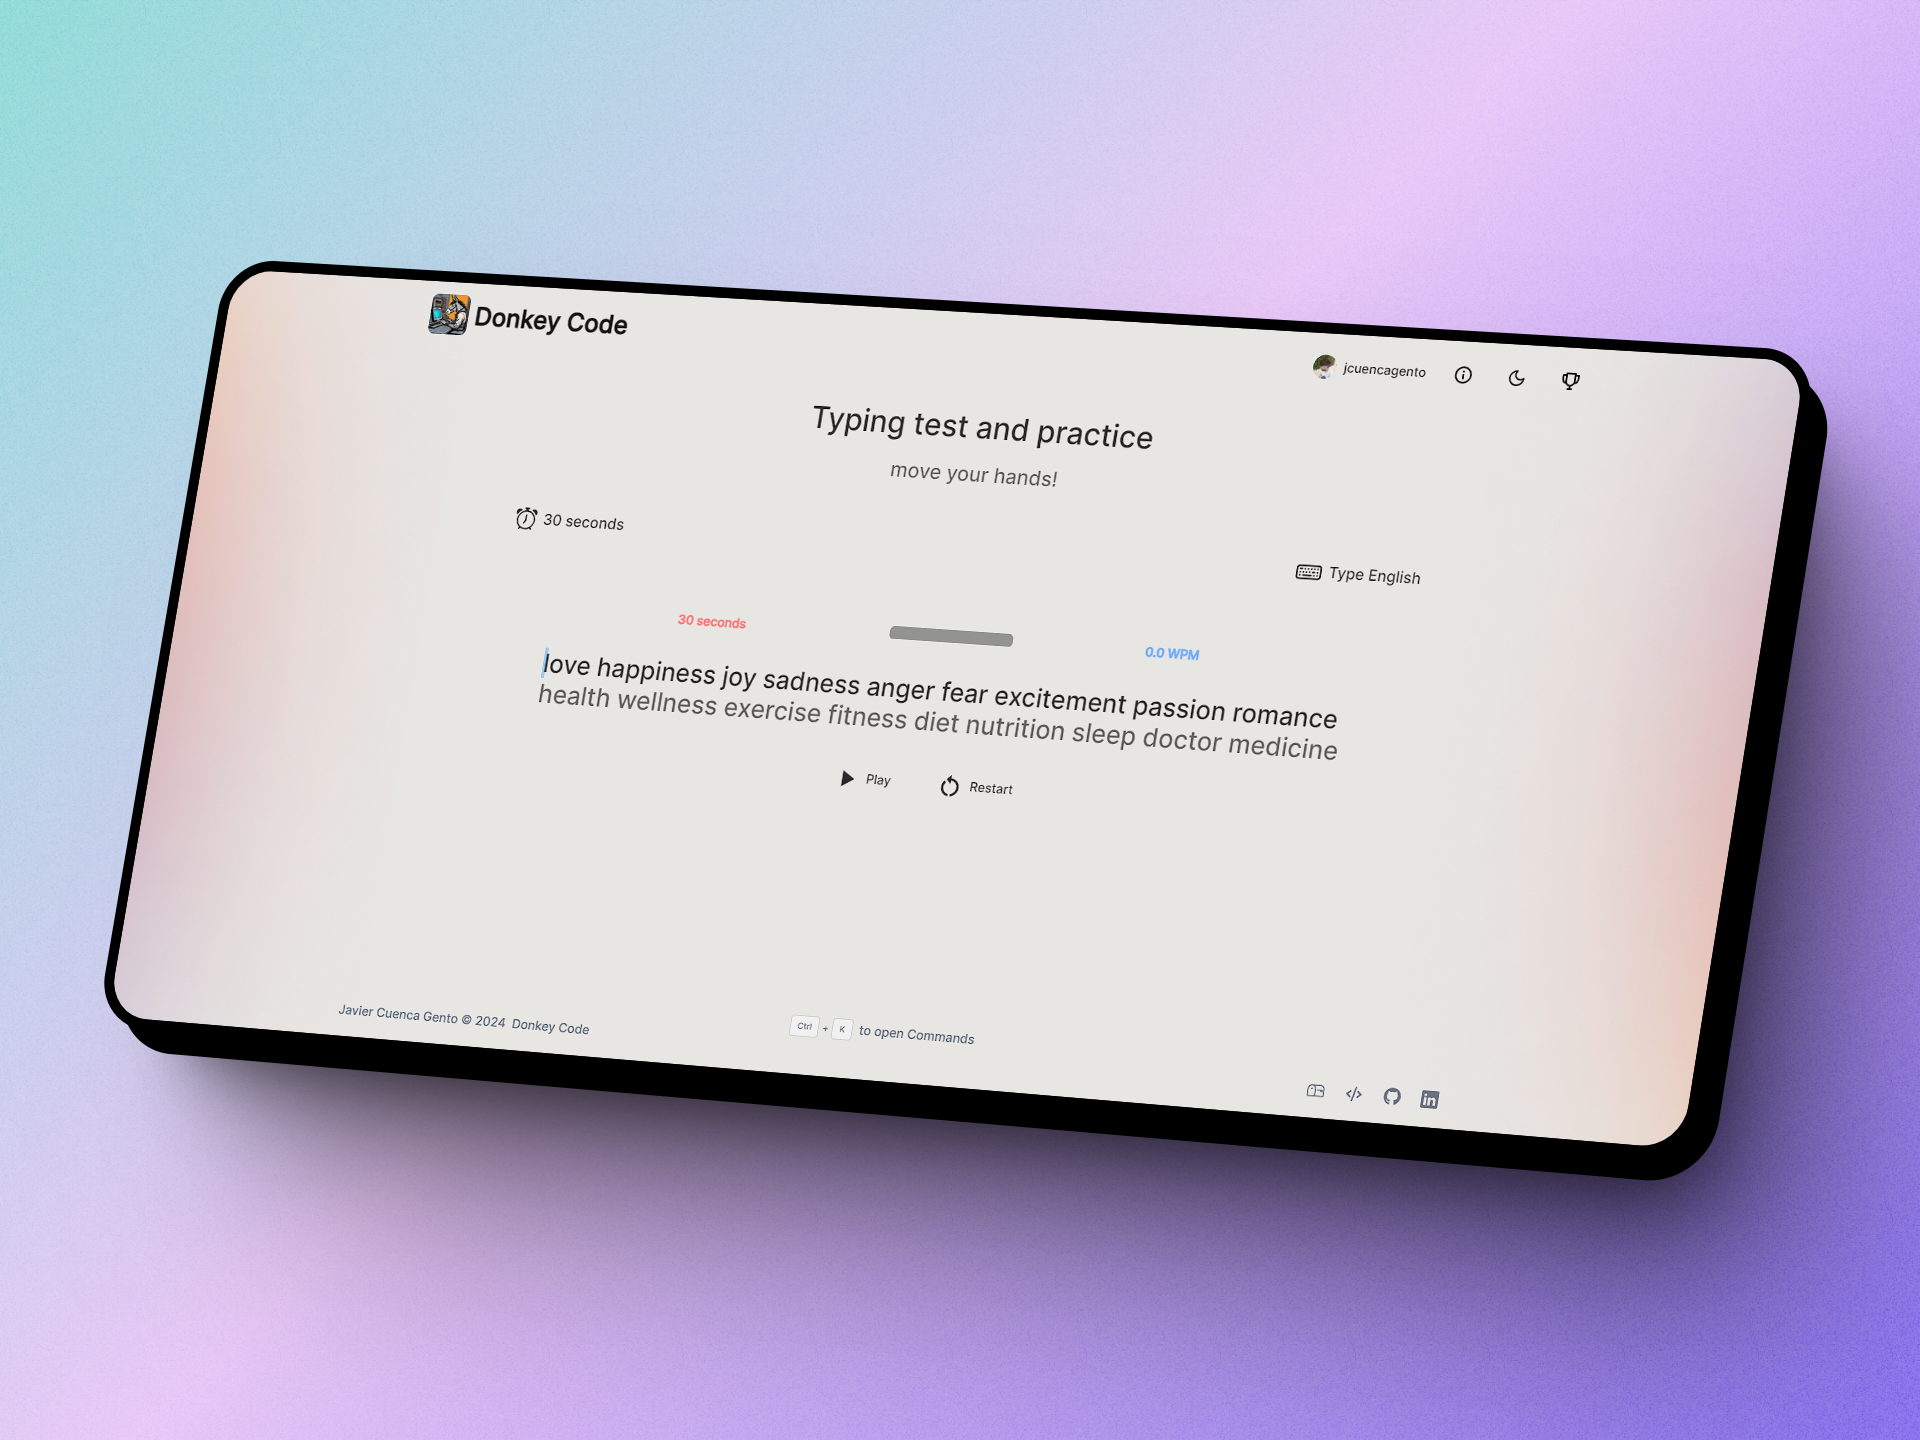 Donkey Code
jcuencagento
Typing test and practice
move your hands!
30 seconds
Type English
30 seconds
0.0 WPM
love happiness joy sadness anger fear excitement passion romance
health wellness exercise fitness diet nutrition sleep doctor medicine
Play
Restart
Javier Cuenca Gento © 2024 Donkey Code
Ctrl + K to open Commands